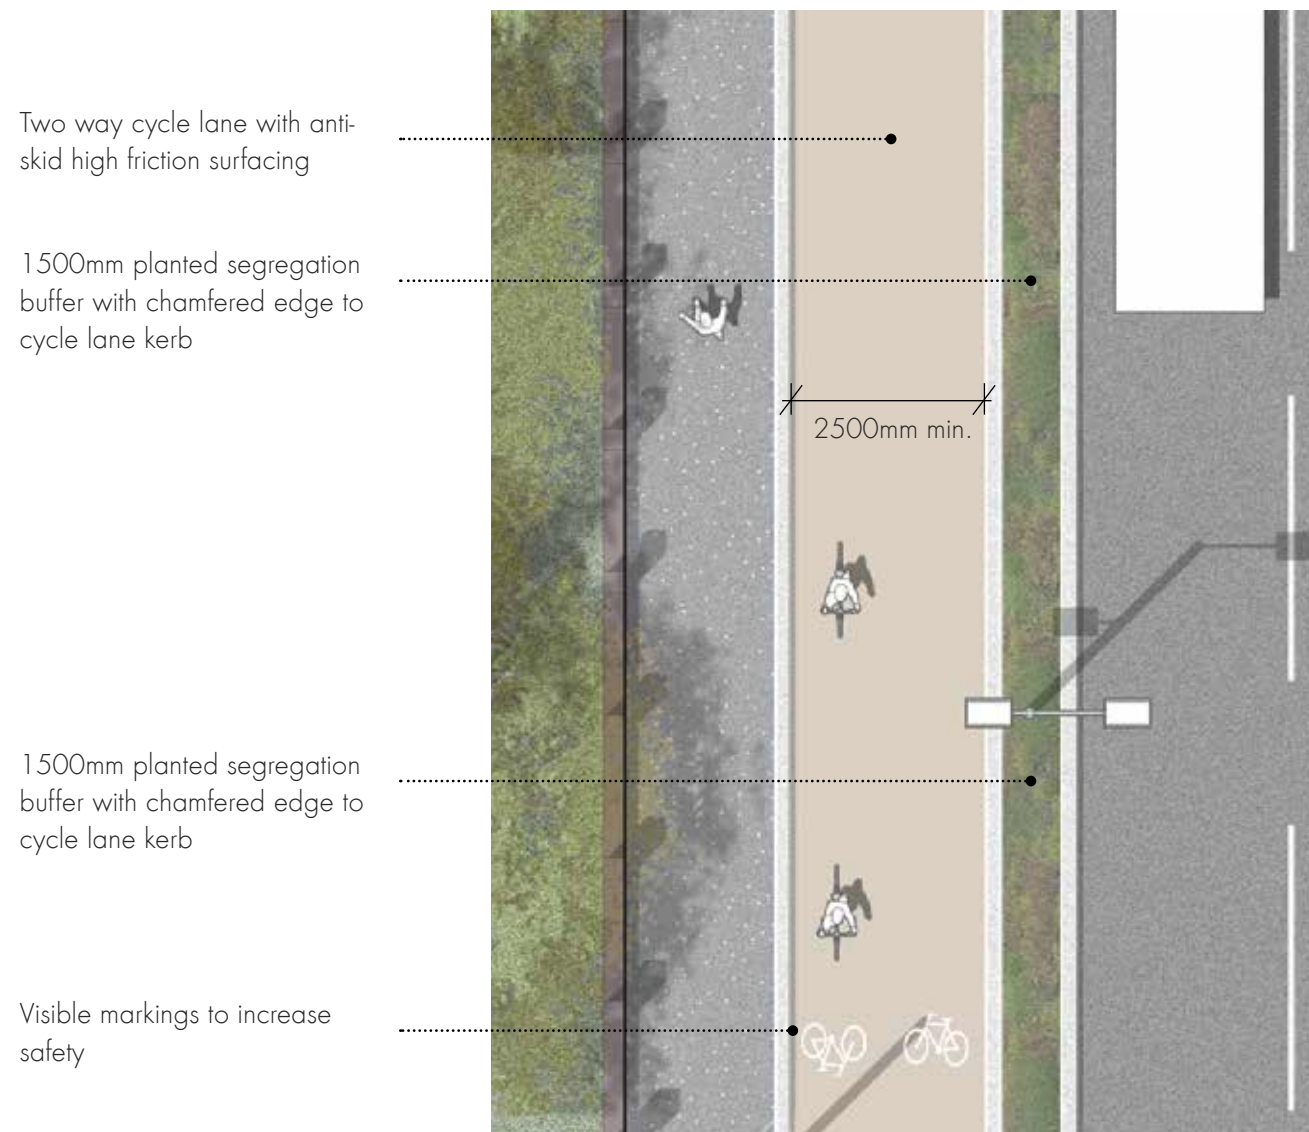 Two way cycle lane with anti-
skid high friction surfacing
1500mm planted segregation
buffer with chamfered edge to
cycle lane kerb
2500mm min.
1500mm planted segregation
buffer with chamfered edge to
cycle lane kerb
Visible markings to increase
safety